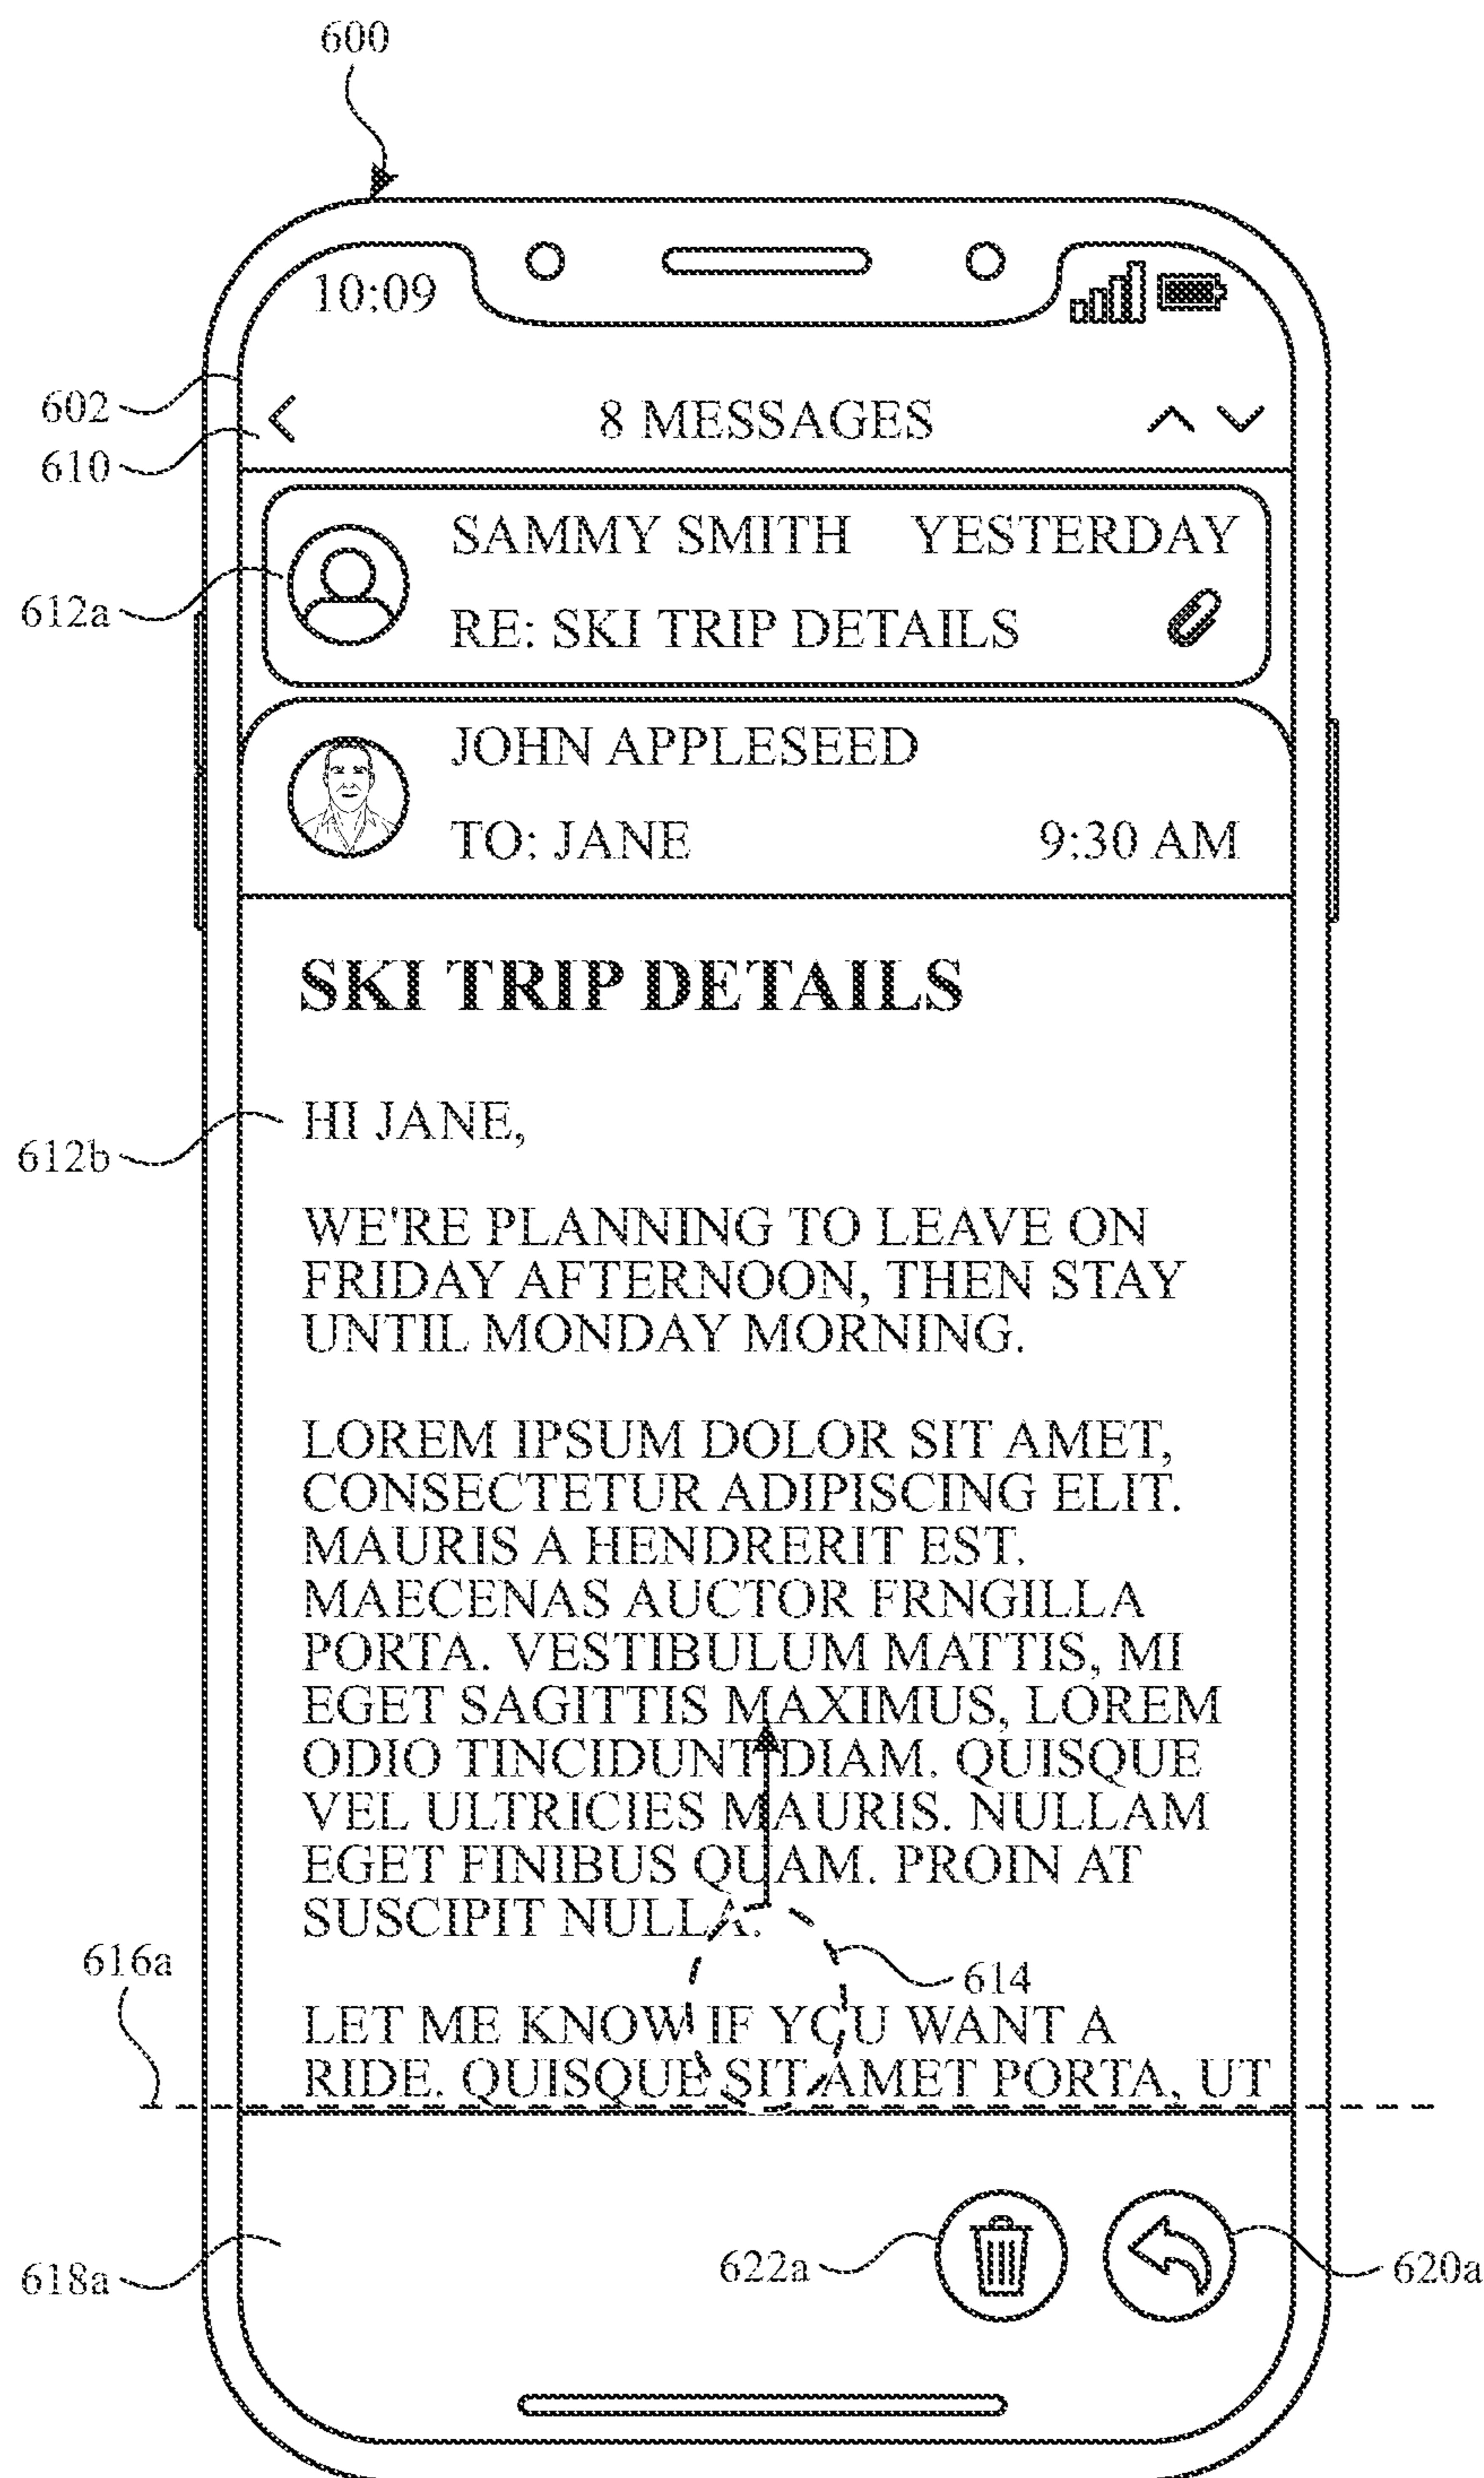 600
10:09
602
8 MESSAGES
610
SAMMY SMITH YESTERDAY
612a
RE: SKI TRIP DETAILS
JOHN APPLESEED
TO: JANE 9:30 AM
SKI TRIP DETAILS
612b
HI JANE,
WE'RE PLANNING TO LEAVE ON
FRIDAY AFTERNOON, THEN STAY
UNTIL MONDAY MORNING.
LOREM IPSUM DOLOR SIT AMET,
CONSECTETUR ADIPISCING ELIT.
MAURIS A HENDRERIT EST.
MAECENAS AUCTOR FRNGILLA
PORTA. VESTIBULUM MATTIS, MI
EGET SAGITTIS MAXIMUS, LOREM
ODIO TINCIDUNT DIAM. QUISQUE
VEL ULTRICIES MAURIS. NULLAM
EGET FINIBUS QUAM. PROIN AT
SUSCIPIT NULLA.
616a
614
LET ME KNOW IF YOU WANT A
RIDE. QUISQUE SIT AMET PORTA, UT
618a
622a
620a